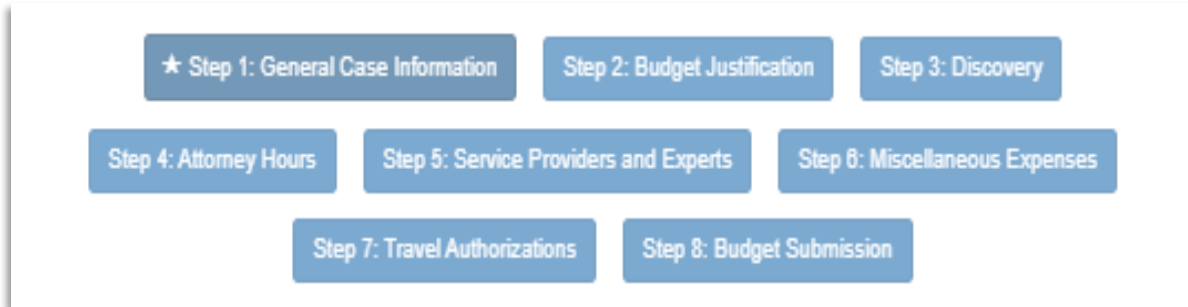 ★ Step 1: General Case Information Step 2: Budget Justification Step 3: Discovery
Step 4: Attorney Hours Step 5: Service Providers and Experts Step 6: Miscellaneous Expenses
Step 7: Travel Authorizations Step 8: Budget Submission